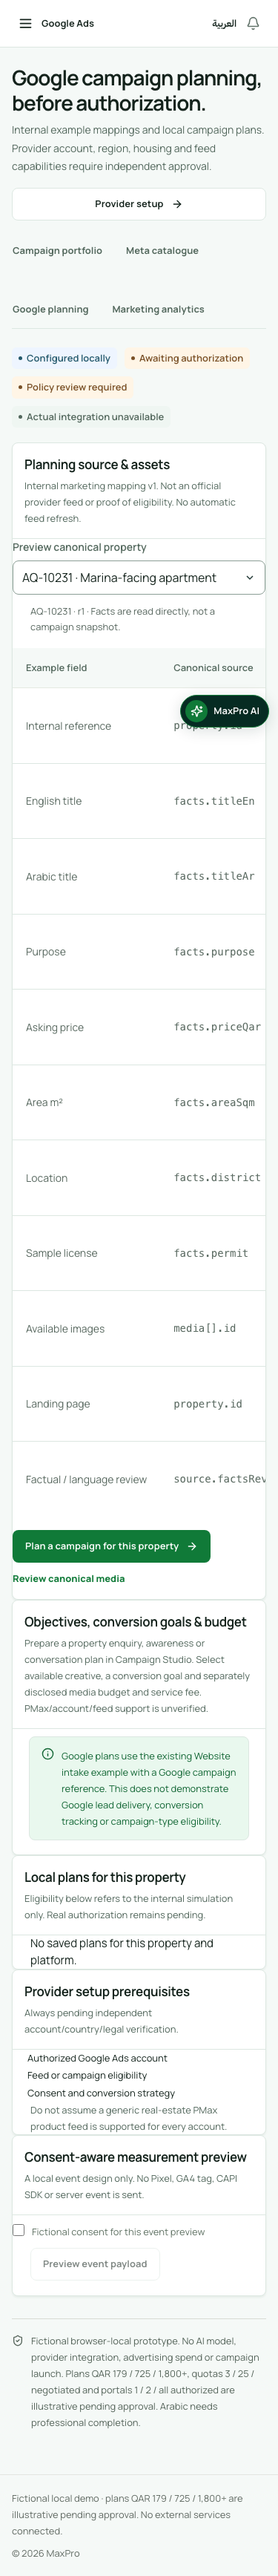 Google Ads
العربية
Google campaign planning,
before authorization.
Internal example mappings and local campaign plans.
Provider account, region, housing and feed
capabilities require independent approval.
Provider setup
Campaign portfolio
Meta catalogue
Google planning
Marketing analytics
Configured locally
Awaiting authorization
Policy review required
Actual integration unavailable
Planning source & assets
Internal marketing mapping v1. Not an official
provider feed or proof of eligibility. No automatic
feed refresh.
Preview canonical property
AQ-10231 · Marina-facing apartment
AQ-10231 · r1 · Facts are read directly, not a
campaign snapshot.
Example field
Canonical source
MaxPro AI
Internal reference
English title
facts.titleEn
Arabic title
facts.titleAr
Purpose
facts.purpose
Asking price
facts.priceQar
Area m²
facts.areaSqm
Location
facts.district
Sample license
facts.permit
Available images
media[].id
Landing page
property.id
Factual / language review
source.factsRev
Plan a campaign for this property
Review canonical media
Objectives, conversion goals & budget
Prepare a property enquiry, awareness or
conversation plan in Campaign Studio. Select
available creative, a conversion goal and separately
disclosed media budget and service fee.
PMax/account/feed support is unverified.
Google plans use the existing Website
intake example with a Google campaign
reference. This does not demonstrate
Google lead delivery, conversion
tracking or campaign-type eligibility.
Local plans for this property
Eligibility below refers to the internal simulation
only. Real authorization remains pending.
No saved plans for this property and
platform.
Provider setup prerequisites
Always pending independent
account/country/legal verification.
Authorized Google Ads account
Feed or campaign eligibility
Consent and conversion strategy
Do not assume a generic real-estate PMax
product feed is supported for every account.
Consent-aware measurement preview
A local event design only. No Pixel, GA4 tag, CAPI
SDK or server event is sent.
Fictional consent for this event preview
Preview event payload
Fictional browser-local prototype. No AI model,
provider integration, advertising spend or campaign
launch. Plans QAR 179 / 725 / 1,800+, quotas 3 / 25 /
negotiated and portals 1 / 2 / all authorized are
illustrative pending approval. Arabic needs
professional completion.
Fictional local demo · plans QAR 179 / 725 / 1,800+ are
illustrative pending approval. No external services
connected.
© 2026 MaxPro